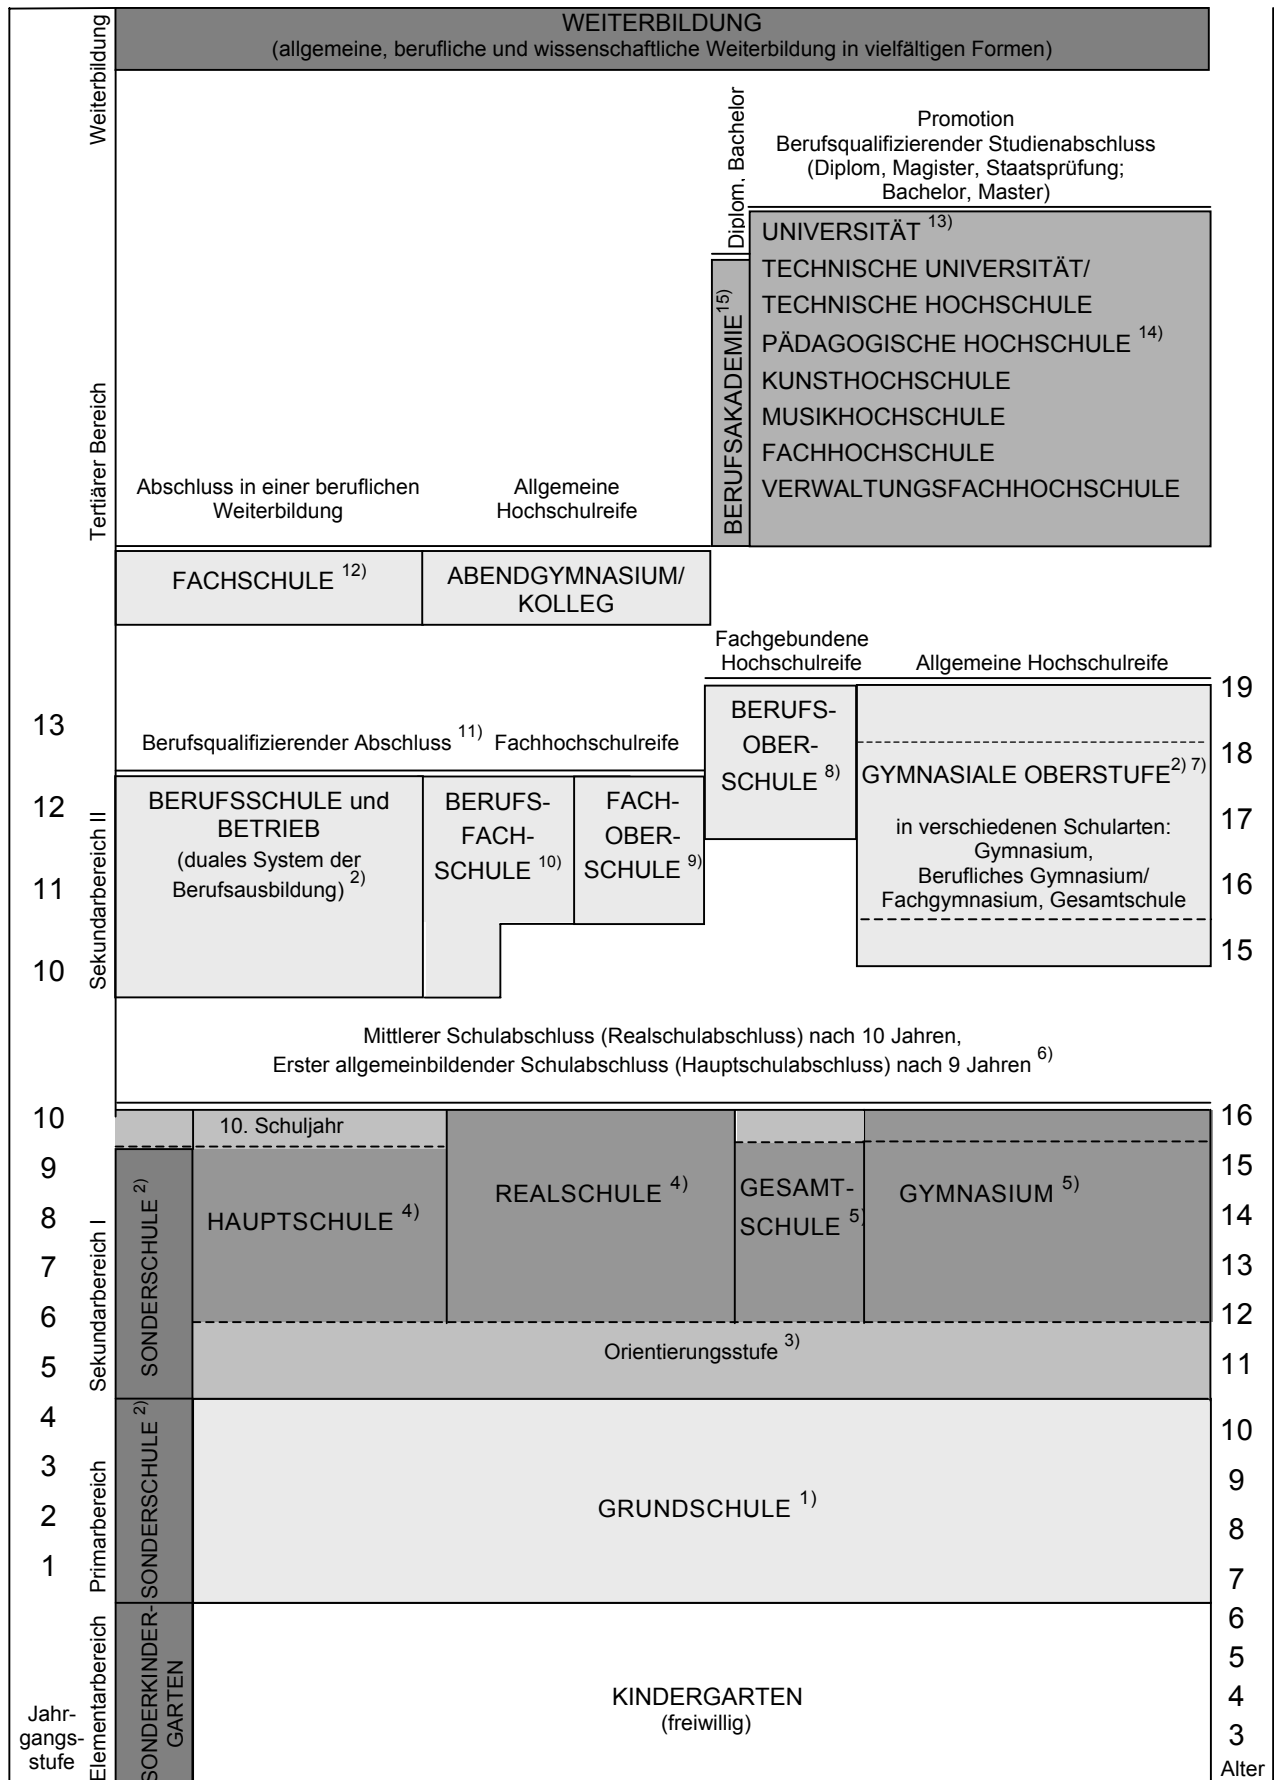 WEITERBILDUNG
(allgemeine, berufliche und wissenschaftliche Weiterbildung in vielfältigen Formen)
Weiterbildung
Diplom, Bachelor
Promotion
Berufsqualifizierender Studienabschluss
(Diplom, Magister, Staatsprüfung;
Bachelor, Master)
Tertiärer Bereich
BERUFSAKADEMIE 15)
UNIVERSITÄT 13)
TECHNISCHE UNIVERSITÄT/
TECHNISCHE HOCHSCHULE
PÄDAGOGISCHE HOCHSCHULE 14)
KUNSTHOCHSCHULE
MUSIKHOCHSCHULE
FACHHOCHSCHULE
VERWALTUNGSFACHHOCHSCHULE
Abschluss in einer beruflichen
Weiterbildung
Allgemeine
Hochschulreife
FACHSCHULE 12)
ABENDGYMNASIUM/
KOLLEG
Fachgebundene
Hochschulreife
Allgemeine Hochschulreife
Sekundarbereich II
13
12
11
10
19
18
17
16
15
Berufsqualifizierender Abschluss 11)
Fachhochschulreife
BERUFSSCHULE und
BETRIEB
(duales System der
Berufsausbildung) 2)
BERUFS-
FACH-
SCHULE 10)
FACH-
OBER-
SCHULE 9)
BERUFS-
OBER-
SCHULE 8)
GYMNASIALE OBERSTUFE 2) 7)
in verschiedenen Schularten:
Gymnasium,
Berufliches Gymnasium/
Fachgymnasium, Gesamtschule
Mittlerer Schulabschluss (Realschulabschluss) nach 10 Jahren,
Erster allgemeinbildender Schulabschluss (Hauptschulabschluss) nach 9 Jahren 6)
Sekundarbereich I
10
9
8
7
6
5
16
15
14
13
12
11
10. Schuljahr
SONDERSCHULE 2)
HAUPTSCHULE 4)
REALSCHULE 4)
GESAMT-
SCHULE 5)
GYMNASIUM 5)
Orientierungsstufe 3)
Primarbereich
4
3
2
1
10
9
8
7
SONDERSCHULE 2)
GRUNDSCHULE 1)
Elementarbereich
SONDERKINDER-
GARTEN
KINDERGARTEN
(freiwillig)
6
5
4
3
Jahr-
gangs-
stufe
Alter